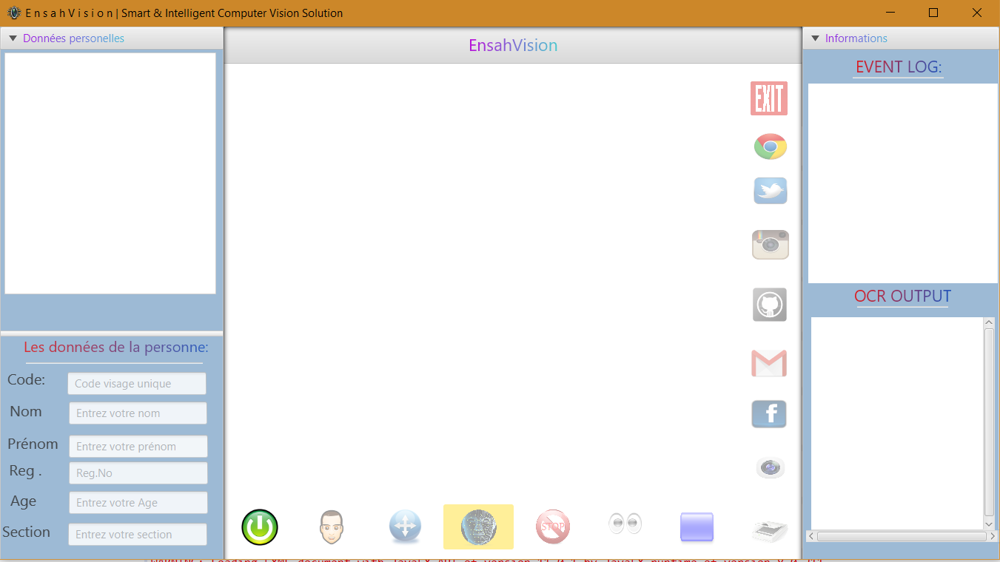 E n s a h V i s i o n | Smart & Intelligent Computer Vision Solution
Données personelles
EnsahVision
Informations
EVENT LOG:
EXIT
OCR OUTPUT
Les données de la personne:
Code: Code visage unique
Nom Entrez votre nom
Prénom Entrez votre prénom
Reg . Reg.No
Age Entrez votre Age
Section Entrez votre section
f
STOP